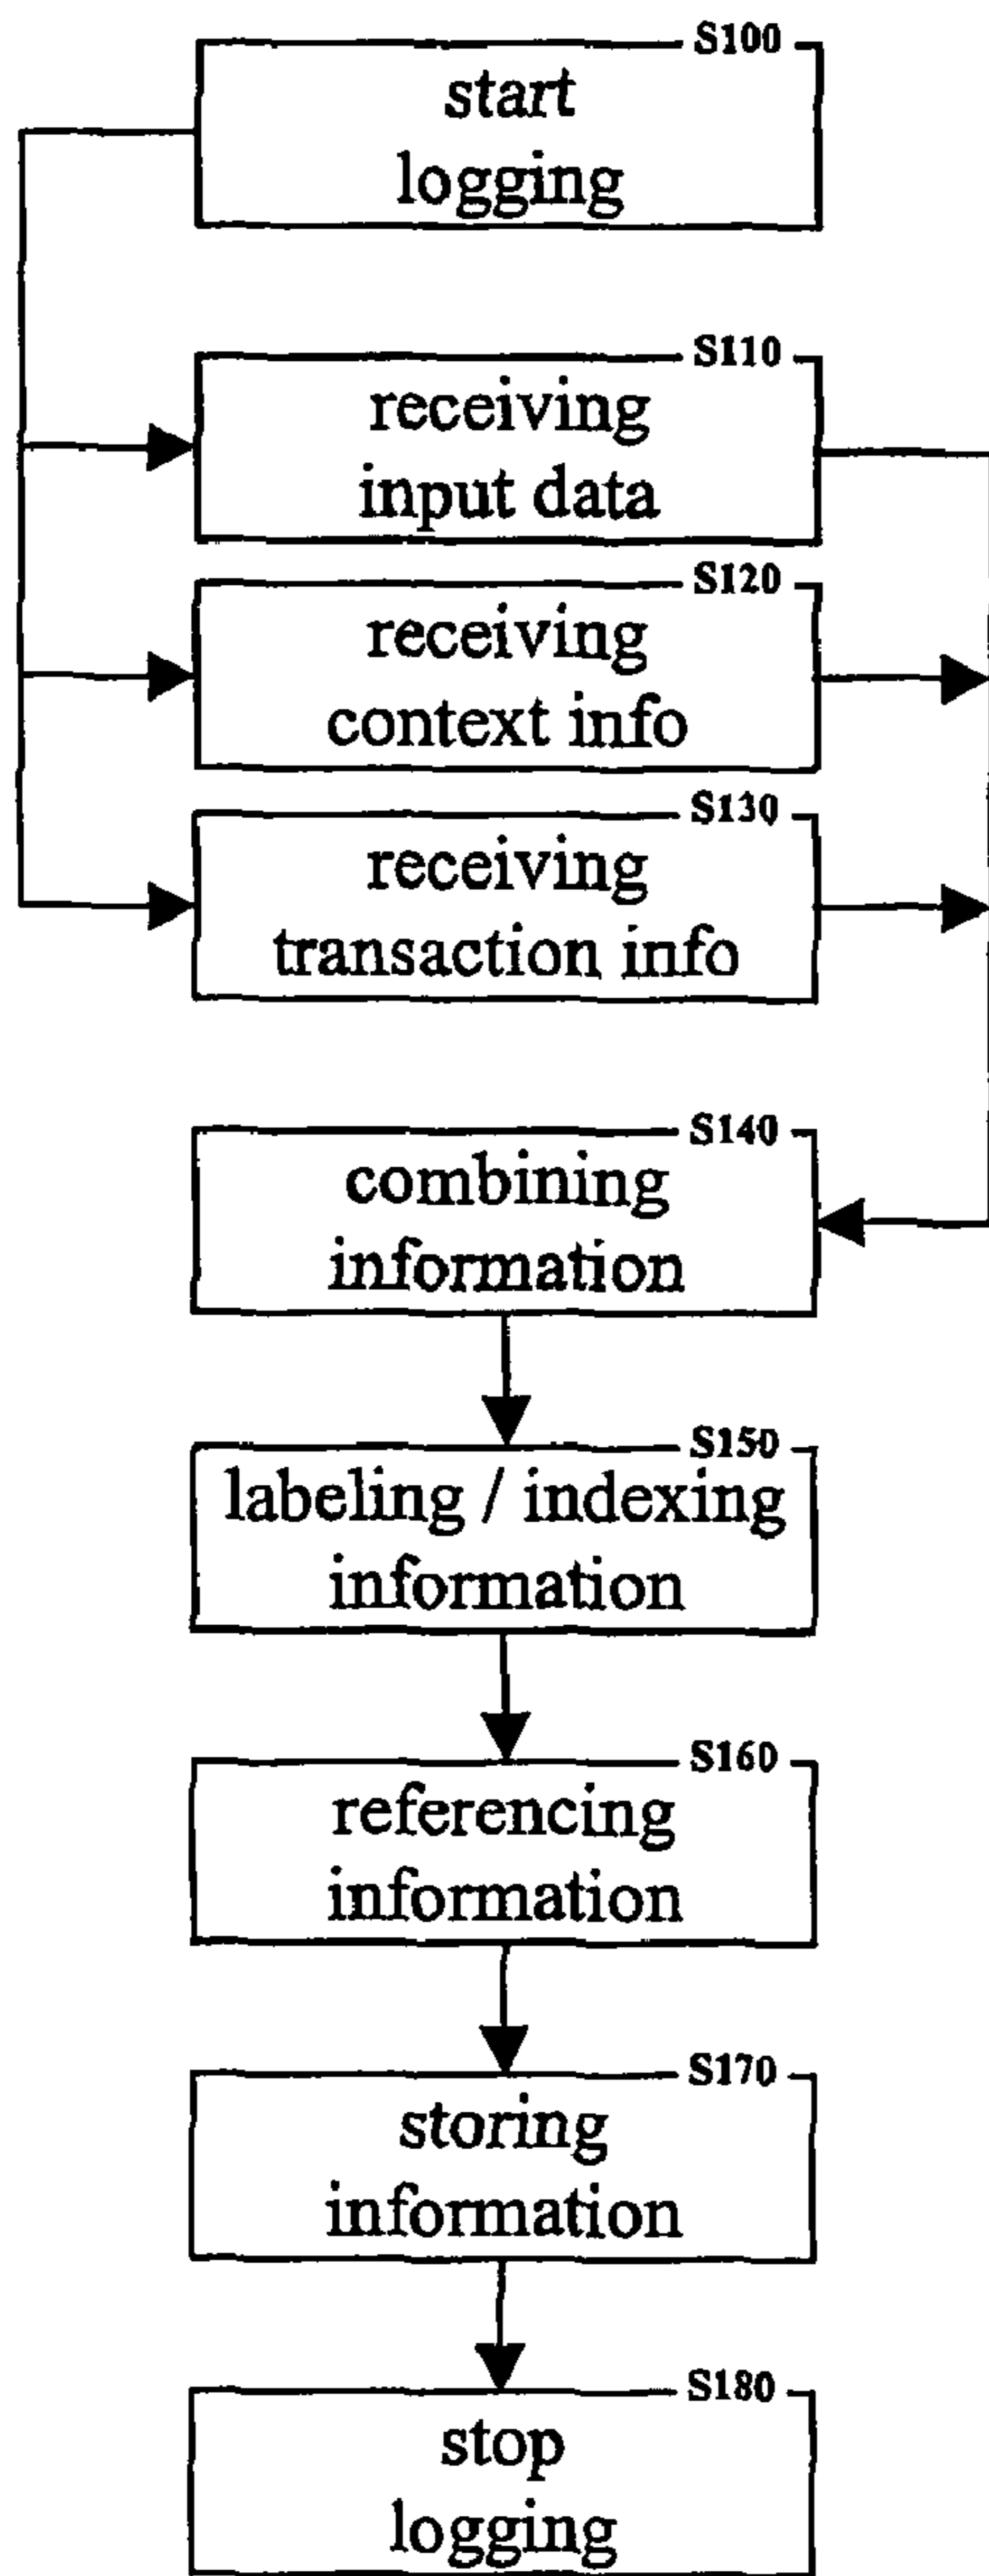 S100
start
logging
S110
receiving
input data
S120
receiving
context info
S130
receiving
transaction info
S140
combining
information
S150
labeling / indexing
information
S160
referencing
information
S170
storing
information
S180
stop
logging